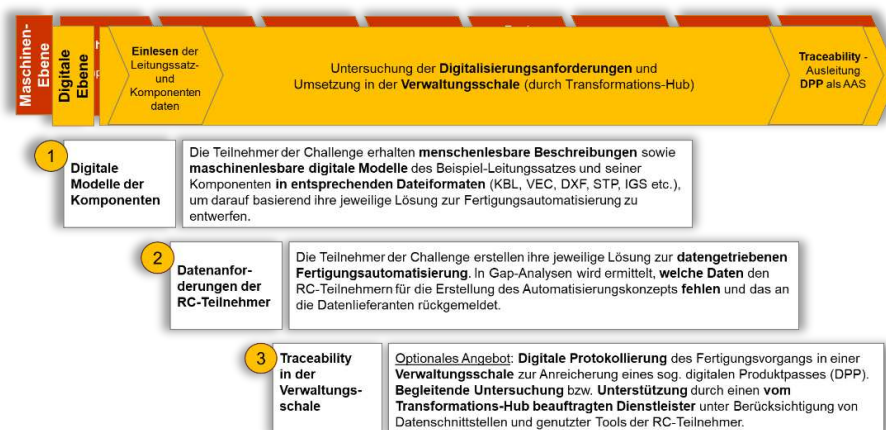 Maschinen-
Ebene
Digitale
Ebene
Einlesen der
Leitungssatz-
und
Komponenten
daten
Untersuchung der Digitalisierungsanforderungen und
Umsetzung in der Verwaltungsschale (durch Transformations-Hub)
Traceability -
Ausleitung
DPP als AAS
1
Digitale
Modelle der
Komponenten
Die Teilnehmer der Challenge erhalten menschenlesbare Beschreibungen sowie
maschinenlesbare digitale Modelle des Beispiel-Leitungssatzes und seiner
Komponenten in entsprechenden Dateiformaten (KBL, VEC, DXF, STP, IGS etc.),
um darauf basierend ihre jeweilige Lösung zur Fertigungsautomatisierung zu
entwerfen.
2
Datenanfor-
derungen der
RC-Teilnehmer
Die Teilnehmer der Challenge erstellen ihre jeweilige Lösung zur datengetriebenen
Fertigungsautomatisierung. In Gap-Analysen wird ermittelt, welche Daten den
RC-Teilnehmern für die Erstellung des Automatisierungskonzepts fehlen und das an
die Datenlieferanten rückgemeldet.
3
Traceability
in der
Verwaltungs-
schale
Optionales Angebot: Digitale Protokollierung des Fertigungsvorgangs in einer
Verwaltungsschale zur Anreicherung eines sog. digitalen Produktpasses (DPP).
Begleitende Untersuchung bzw. Unterstützung durch einen vom
Transformations-Hub beauftragten Dienstleister unter Berücksichtigung von
Datenschnittstellen und genutzter Tools der RC-Teilnehmer.